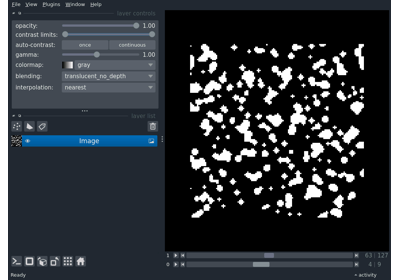 File View Plugins Window Help
layer controls
opacity: 1.00
contrast limits:
auto-contrast: once continuous
gamma: 1.00
colormap: gray
blending: translucent_no_depth
interpolation: nearest
layer list
Image
1 63 127
0 4 9
Ready activity